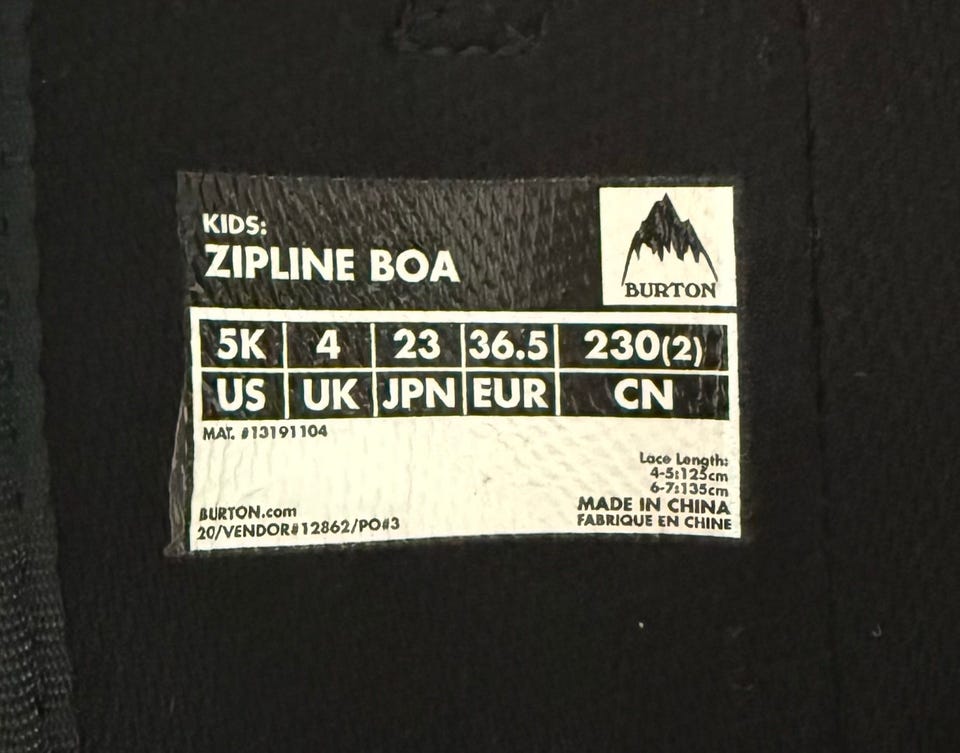 KIDS:
ZIPLINE BOA
BURTON
5K 4 23 36.5 230(2)
US UK JPN EUR CN
MAT. #13191104
Lace Length:
4-5:125cm
6-7:135cm
BURTON.com
MADE IN CHINA
20/VENDOR#12862/PO#3
FABRIQUE EN CHINE